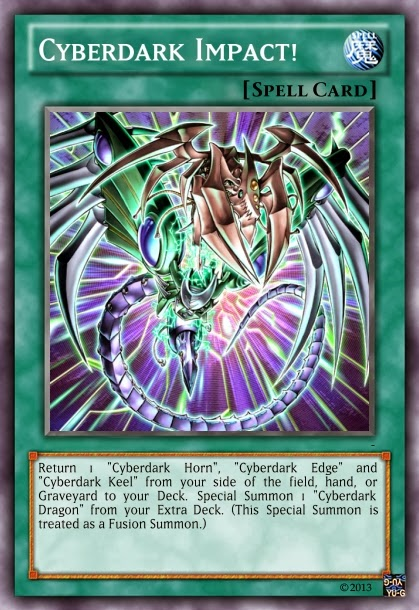 CYBERDARK IMPACT!
魔
[SPELL CARD]
Return 1 "Cyberdark Horn", "Cyberdark Edge" and
"Cyberdark Keel" from your side of the field, hand, or
Graveyard to your Deck. Special Summon 1 "Cyberdark
Dragon" from your Extra Deck. (This Special Summon is
treated as a Fusion Summon.)
©2013
YU-G